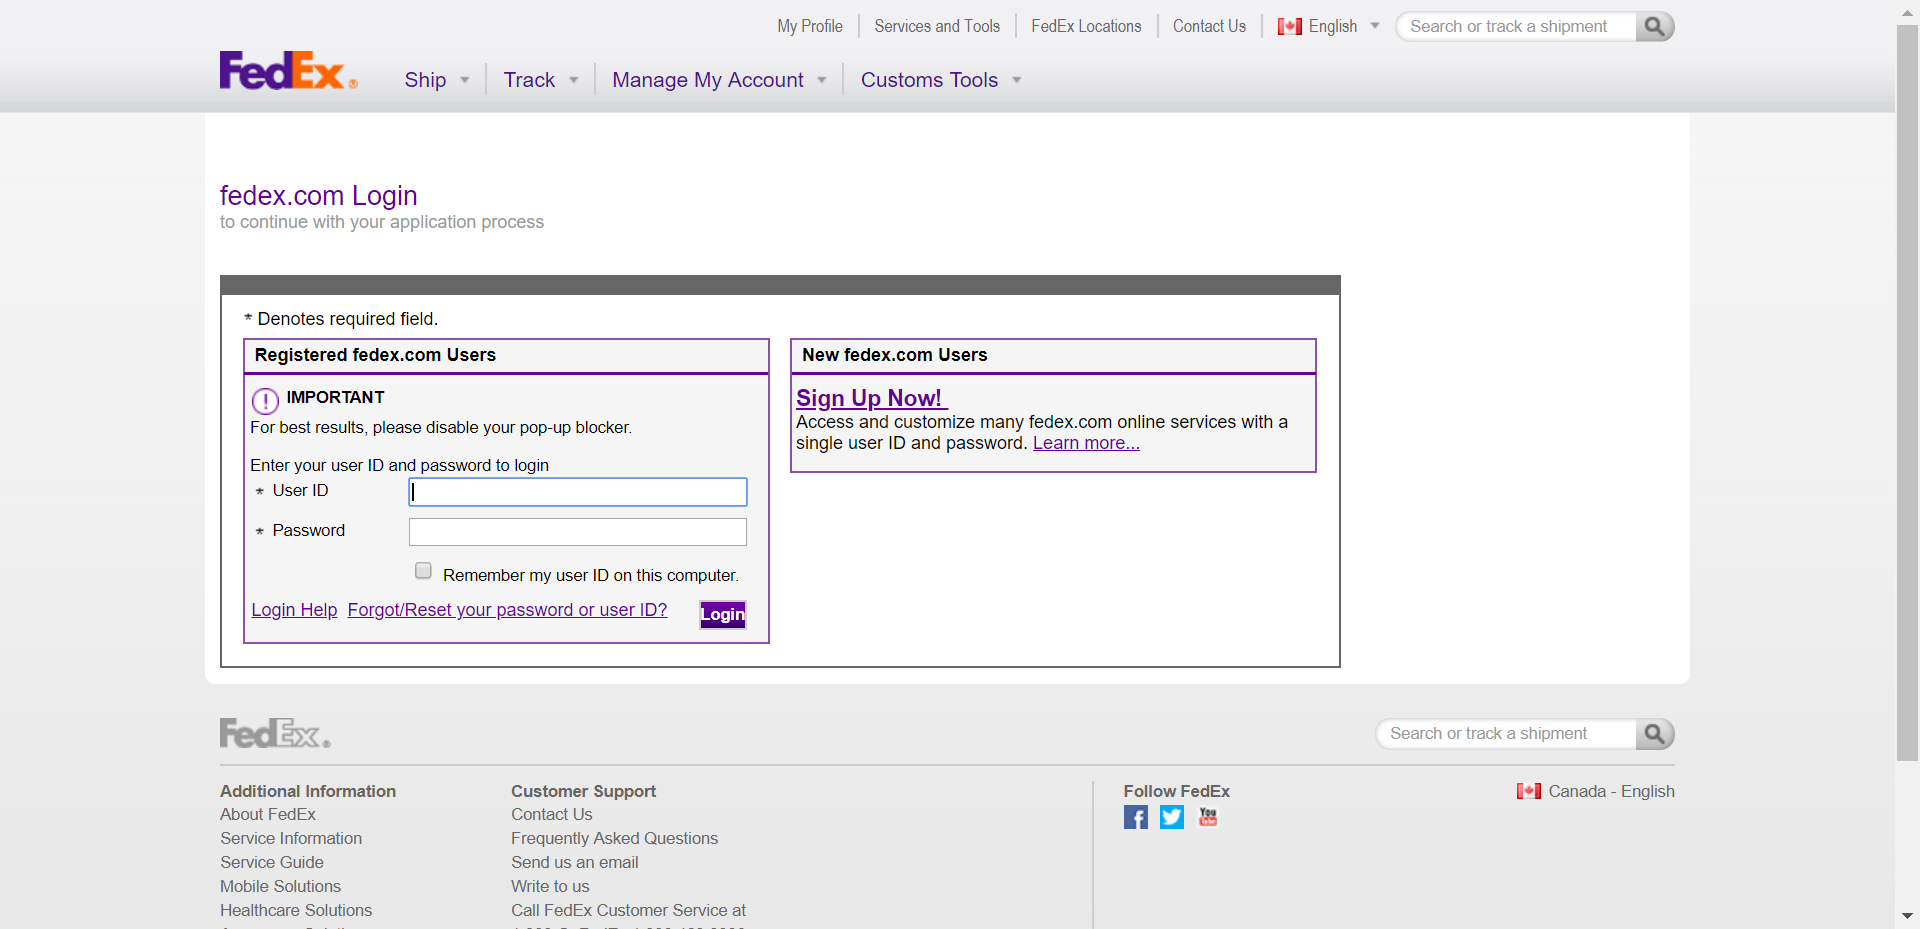 My Profile
Services and Tools
FedEx Locations
Contact Us
English
Search or track a shipment
FedEx®
Ship
Track
Manage My Account
Customs Tools
fedex.com Login
to continue with your application process
* Denotes required field.
Registered fedex.com Users
! IMPORTANT
For best results, please disable your pop-up blocker.
Enter your user ID and password to login
* User ID
* Password
Remember my user ID on this computer.
Login Help Forgot/Reset your password or user ID?
Login
New fedex.com Users
Sign Up Now!
Access and customize many fedex.com online services with a
single user ID and password. Learn more...
FedEx®
Search or track a shipment
Additional Information
About FedEx
Service Information
Service Guide
Mobile Solutions
Healthcare Solutions
Customer Support
Contact Us
Frequently Asked Questions
Send us an email
Write to us
Call FedEx Customer Service at
Follow FedEx
f
You
Tube
Canada - English